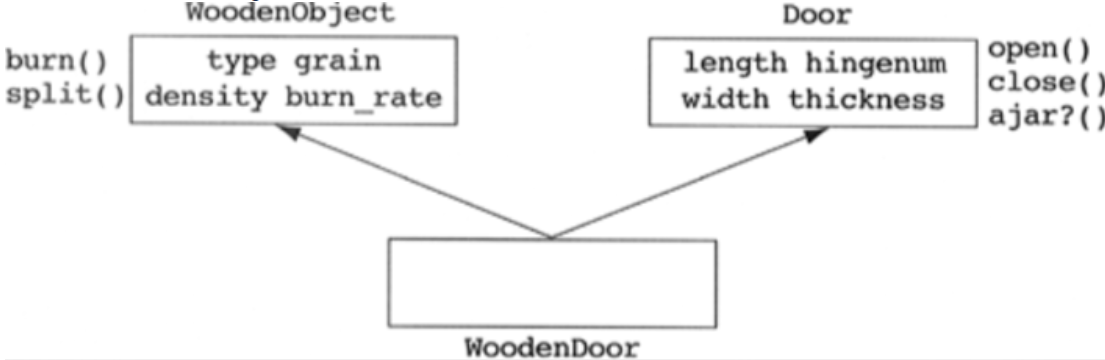 WoodenObject
Door
burn()
split()
type grain
density burn_rate
length hingenum
width thickness
open()
close()
ajar?()
WoodenDoor